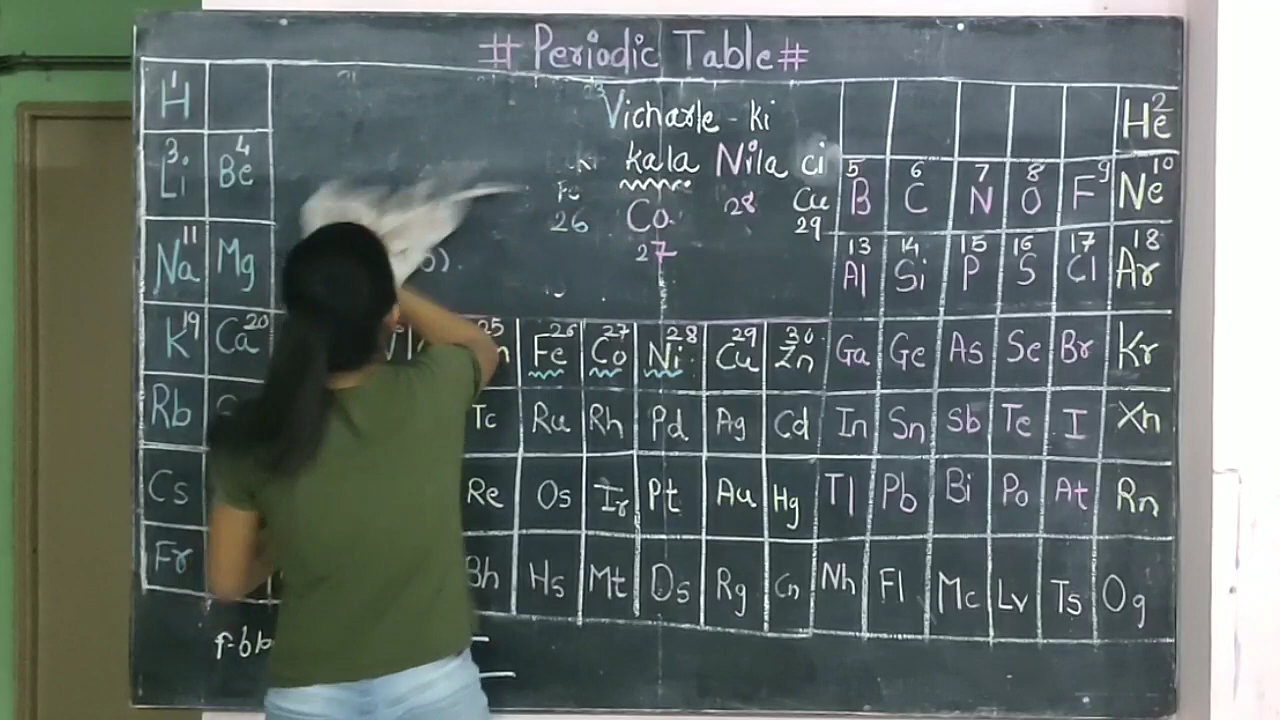 # Periodic Table #
1 H 2 He
23 Vicharle - ki
kala Nila ci
3 Li 4 Be 5 B 6 C 7 N 8 O 9 F 10 Ne
Fe Co 28 Cu
26 27 29
11 Na Mg 13 Al 14 Si 15 P 16 S 17 Cl 18 Ar
19 K 20 Ca 25 26 Fe 27 Co 28 Ni 29 Cu 30 Zn Ga Ge As Se Br Kr
Rb Tc Ru Rh Pd Ag Cd In Sn Sb Te I Xn
Cs Re Os Ir Pt Au Hg Tl Pb Bi Po At Rn
Fr Bh Hs Mt Ds Rg Cn Nh Fl Mc Lv Ts Og